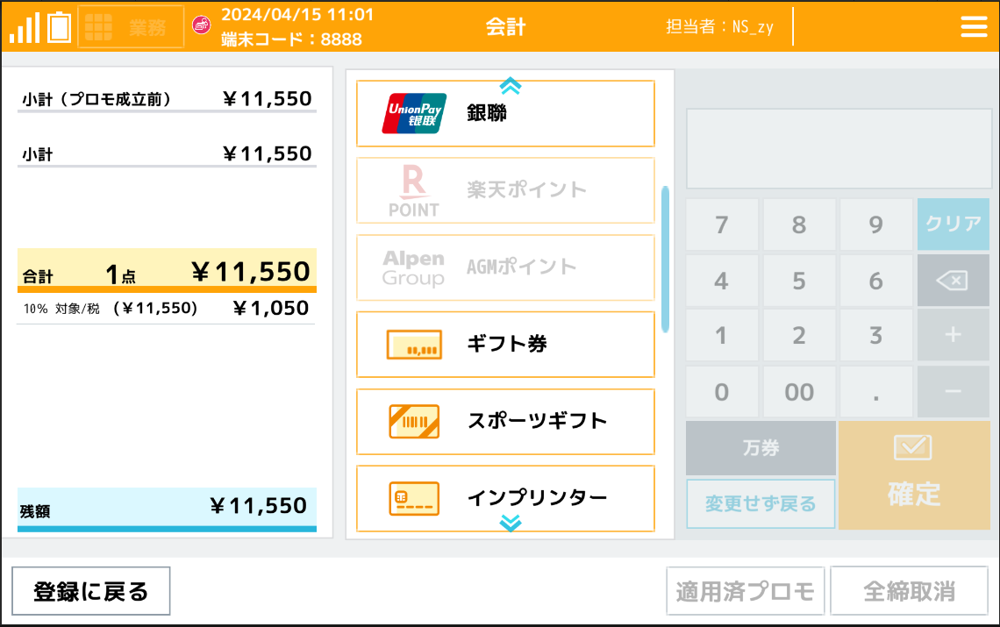 業務
2024/04/15 11:01
端末コード：8888
会計
担当者：NS_zy
小計（プロモ成立前） ￥11,550
小計 ￥11,550
合計 1点 ￥11,550
10% 対象/税 (￥11,550) ￥1,050
残額 ￥11,550
UnionPay
银联
銀聯
R
POINT
楽天ポイント
Alpen
Group
AGMポイント
ギフト券
スポーツギフト
インプリンター
7 8 9 クリア
4 5 6
1 2 3 +
0 00 . −
万券
変更せず戻る
確定
登録に戻る
適用済プロモ
全締取消